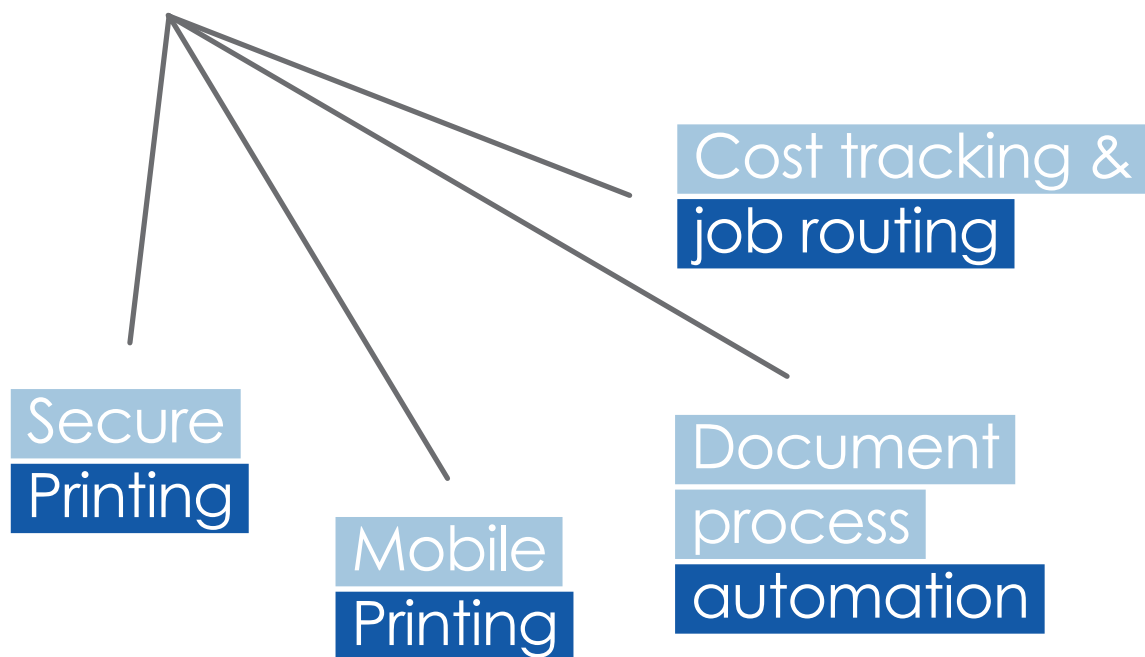 Cost tracking &
job routing
Secure
Printing
Mobile
Printing
Document
process
automation